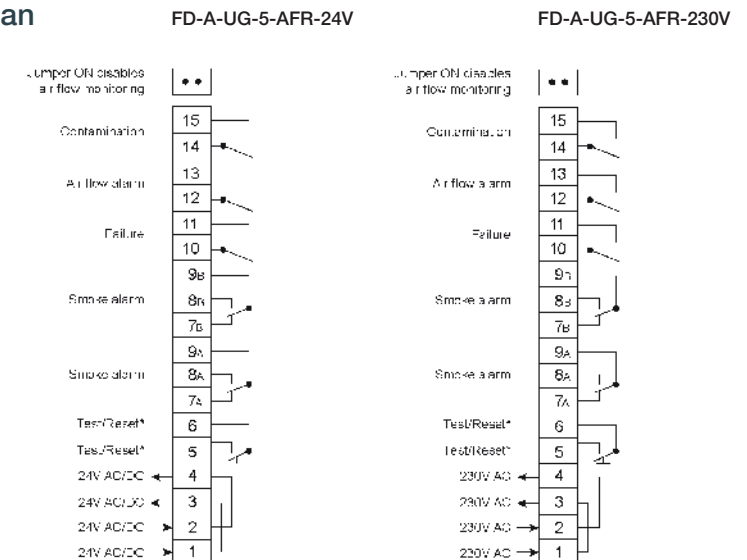 an
FD-A-UG-5-AFR-24V
FD-A-UG-5-AFR-230V
Jumper ON disables
air flow monitoring
15
Contamination
14
13
Air flow alarm
12
11
Failure
10
9B
Smoke alarm
8B
7B
9A
Smoke alarm
8A
7A
Test/Reset*
6
Test/Reset*
5
24V AC/DC
4
24V AC/DC
3
24V AC/DC
2
24V AC/DC
1
Jumper ON disables
air flow monitoring
15
Contamination
14
13
Air flow alarm
12
11
Failure
10
9B
Smoke alarm
8B
7B
9A
Smoke alarm
8A
7A
Test/Reset*
6
Test/Reset*
5
230V AC
4
230V AC
3
230V AC
2
230V AC
1